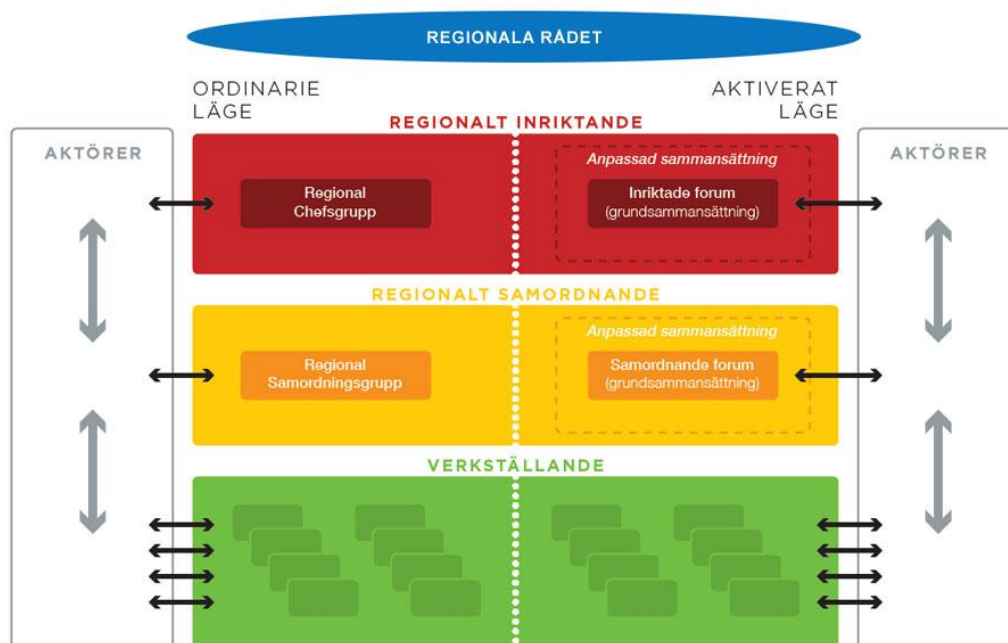 REGIONALA RÅDET
ORDINARIE
LÄGE
AKTIVERAT
LÄGE
REGIONALT INRIKTANDE
AKTÖRER
AKTÖRER
Anpassad sammansättning
Regional
Chefsgrupp
Inriktade forum
(grundsammansättning)
REGIONALT SAMORDNANDE
Anpassad sammansättning
Regional
Samordningsgrupp
Samordnande forum
(grundsammansättning)
VERKSTÄLLANDE